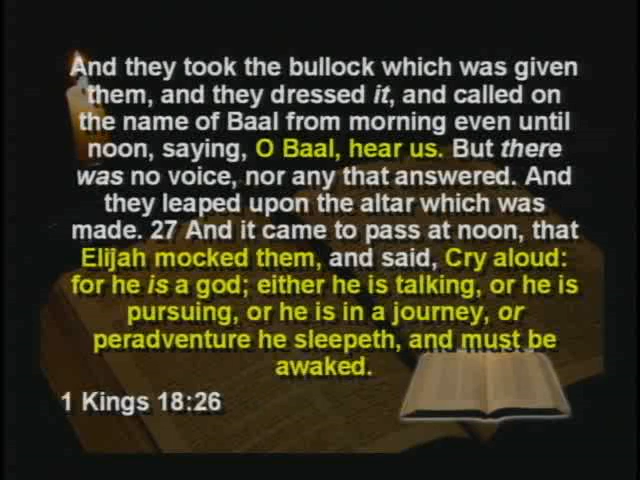 And they took the bullock which was given
them, and they dressed it, and called on
the name of Baal from morning even until
noon, saying, O Baal, hear us. But there
was no voice, nor any that answered. And
they leaped upon the altar which was
made. 27 And it came to pass at noon, that
Elijah mocked them, and said, Cry aloud:
for he is a god; either he is talking, or he is
pursuing, or he is in a journey, or
peradventure he sleepeth, and must be
awaked.
1 Kings 18:26